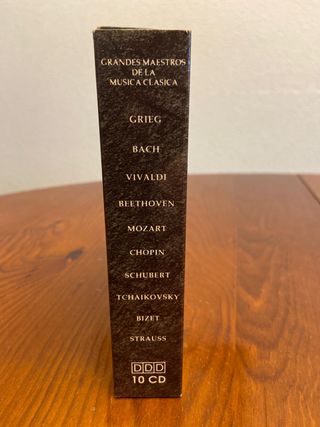 GRANDES MAESTROS
DE LA
MUSICA CLASICA
GRIEG
BACH
VIVALDI
BEETHOVEN
MOZART
CHOPIN
SCHUBERT
TCHAIKOVSKY
BIZET
STRAUSS
DDD
10 CD